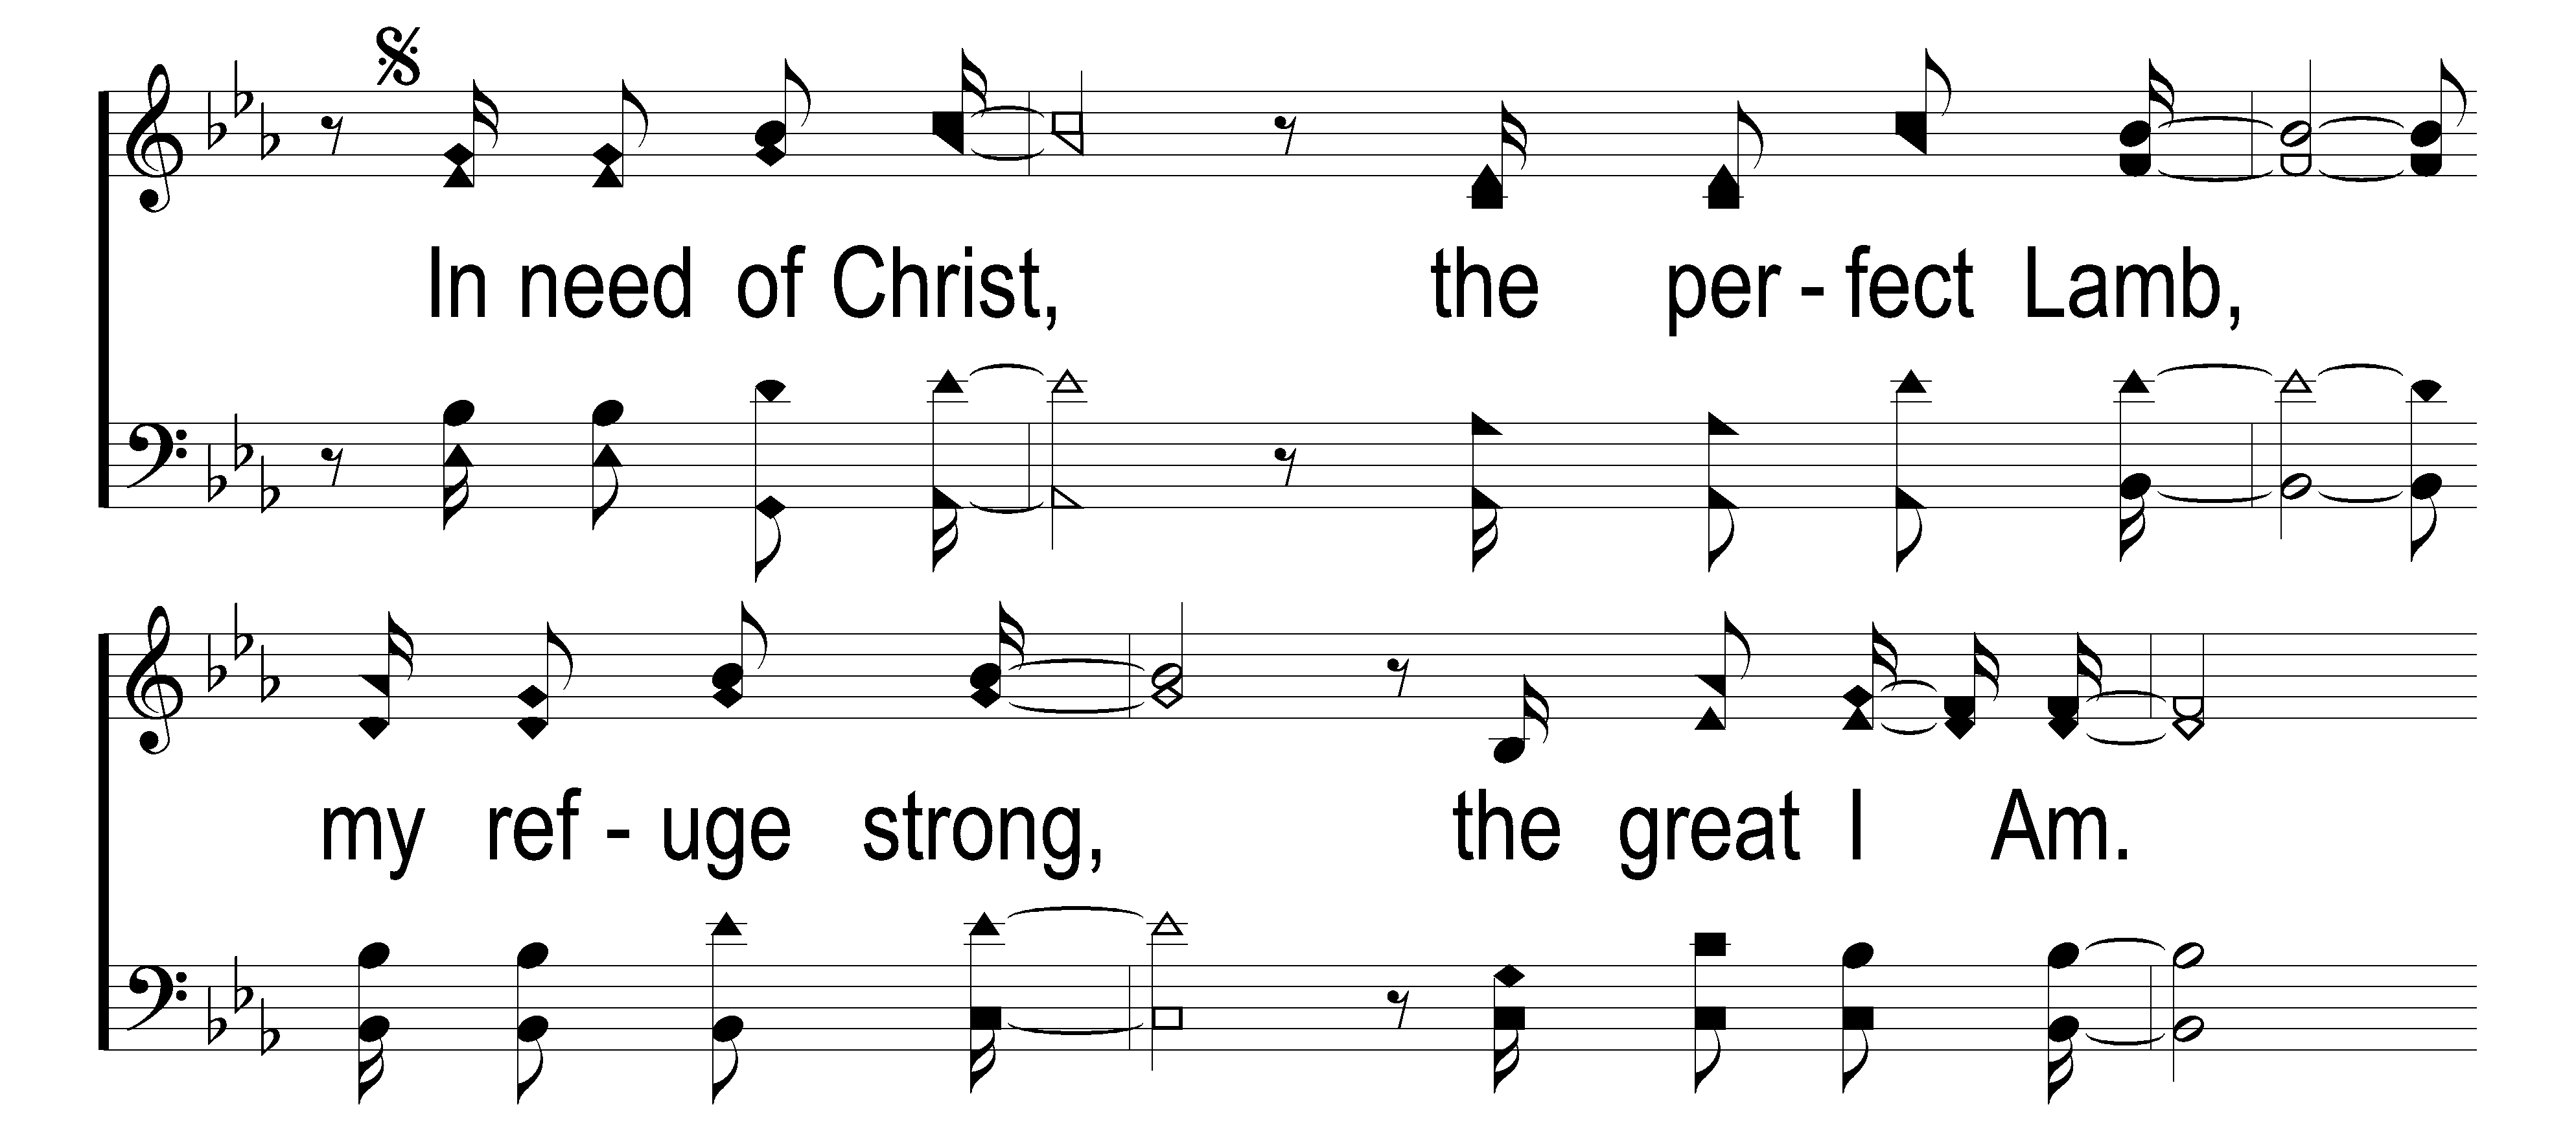 In need of Christ, the per - fect Lamb,
my ref - uge strong, the great I Am.